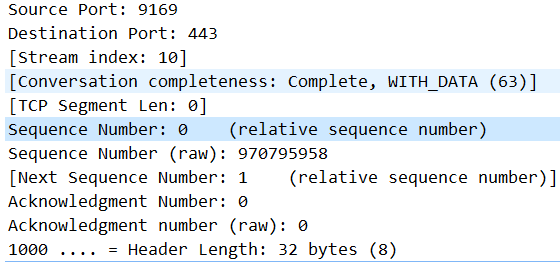 Source Port: 9169
Destination Port: 443
[Stream index: 10]
[Conversation completeness: Complete, WITH_DATA (63)]
[TCP Segment Len: 0]
Sequence Number: 0    (relative sequence number)
Sequence Number (raw): 970795958
[Next Sequence Number: 1    (relative sequence number)]
Acknowledgment Number: 0
Acknowledgment number (raw): 0
1000 .... = Header Length: 32 bytes (8)